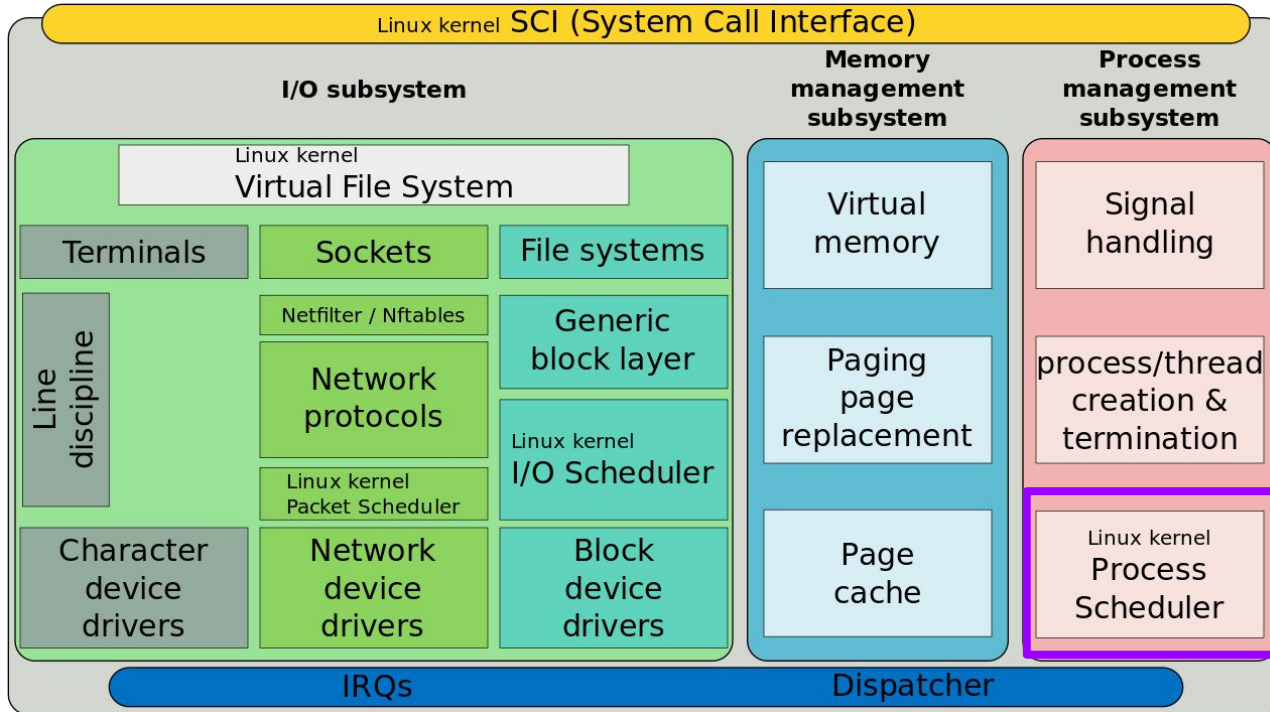 Linux kernel SCI (System Call Interface)
I/O subsystem
Memory
management
subsystem
Process
management
subsystem
Linux kernel
Virtual File System
Terminals
Sockets
File systems
Line
discipline
Netfilter / Nftables
Network
protocols
Linux kernel
Packet Scheduler
Generic
block layer
Linux kernel
I/O Scheduler
Character
device
drivers
Network
device
drivers
Block
device
drivers
Virtual
memory
Paging
page
replacement
Page
cache
Signal
handling
process/thread
creation &
termination
Linux kernel
Process
Scheduler
IRQs
Dispatcher